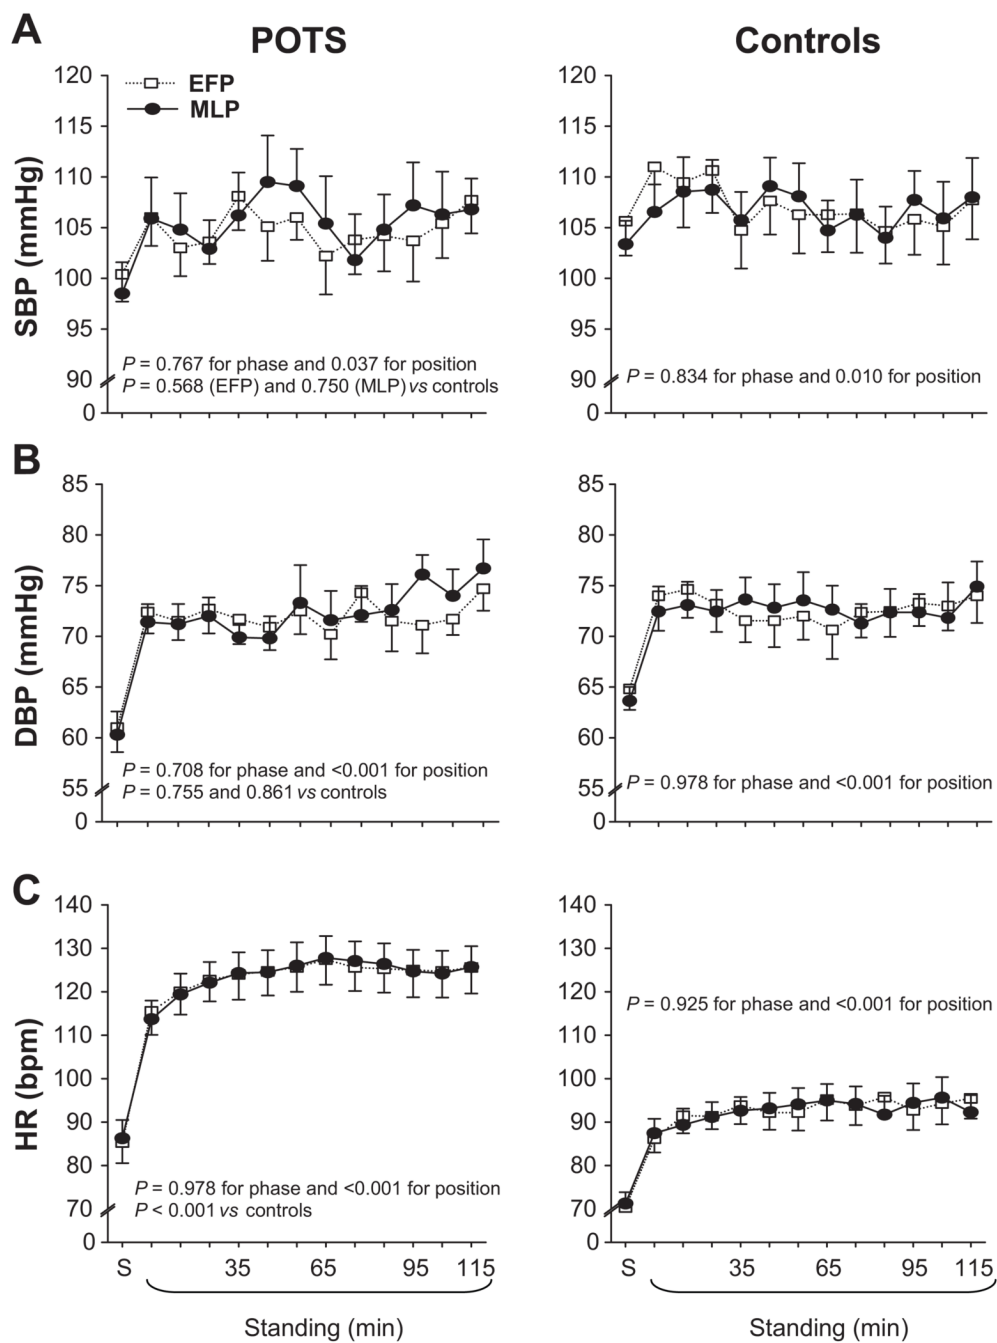 A
POTS
Controls
EFP
MLP
SBP (mmHg)
120
115
110
105
100
95
90
0
P = 0.767 for phase and 0.037 for position
P = 0.568 (EFP) and 0.750 (MLP) vs controls
120
115
110
105
100
95
90
0
P = 0.834 for phase and 0.010 for position
B
DBP (mmHg)
85
80
75
70
65
60
55
0
P = 0.708 for phase and <0.001 for position
P = 0.755 and 0.861 vs controls
85
80
75
70
65
60
55
0
P = 0.978 for phase and <0.001 for position
C
HR (bpm)
140
130
120
110
100
90
80
70
0
P = 0.978 for phase and <0.001 for position
P < 0.001 vs controls
S 35 65 95 115
Standing (min)
140
130
120
110
100
90
80
70
0
P = 0.925 for phase and <0.001 for position
S 35 65 95 115
Standing (min)